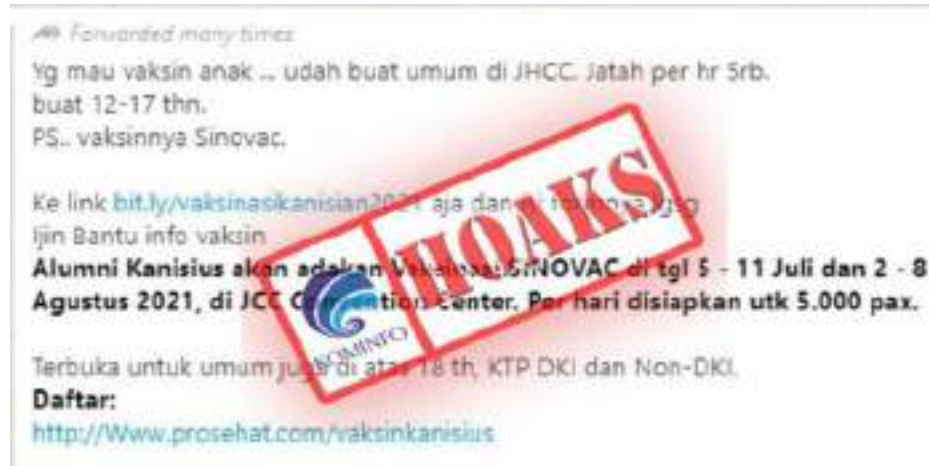 Forwarded many times
Yg mau vaksin anak ... udah buat umum di JHCC. Jatah per hr 5rb.
buat 12-17 thn.
PS.. vaksinnya Sinovac.
Ke link bit.ly/vaksinasikanisian2021 aja dan
Ijin Bantu info vaksin
Alumni Kanisius akan adakan Vaksinasi SINOVAC di tgl 5 - 11 Juli dan 2 - 8
Agustus 2021, di JCC Convention Center. Per hari disiapkan utk 5.000 pax.
Terbuka untuk umum juga di atas 18 th, KTP DKI dan Non-DKI.
Daftar:
http://Www.prosehat.com/vaksinkanisius
HOAKS
KOMINFO